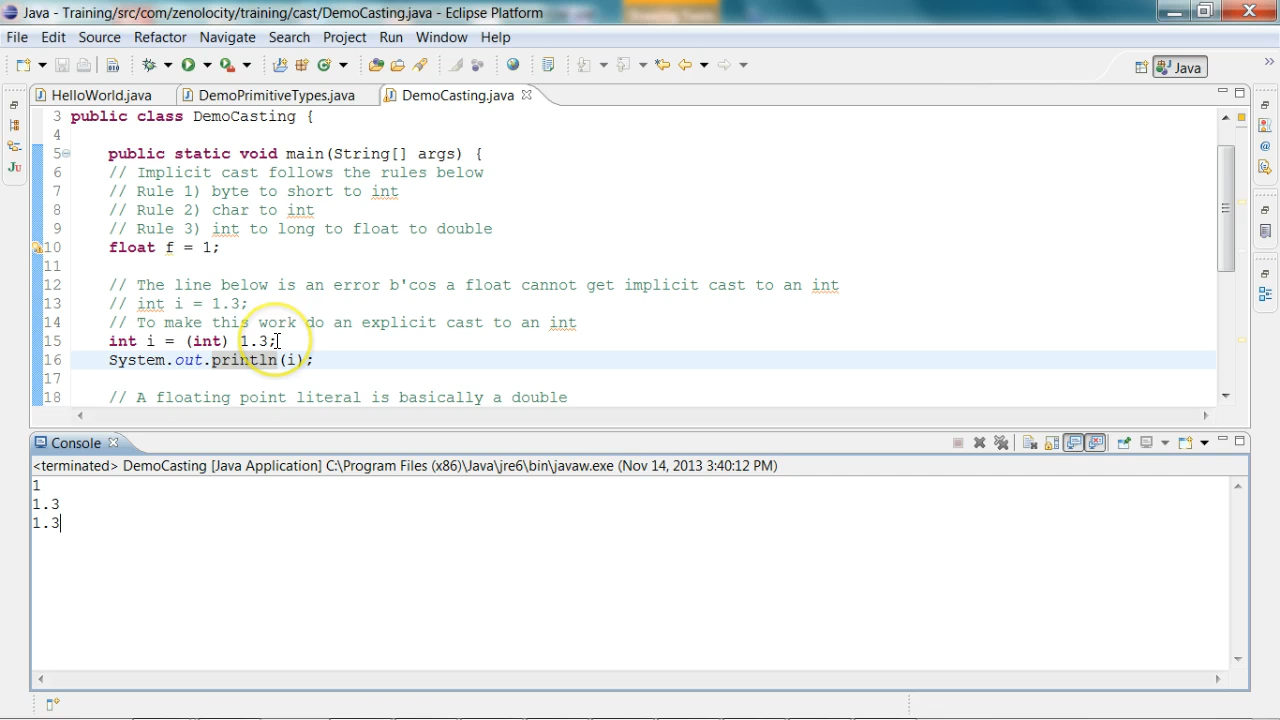 Java - Training/src/com/zenolocity/training/cast/DemoCasting.java - Eclipse Platform
File Edit Source Refactor Navigate Search Project Run Window Help
Java
HelloWorld.java DemoPrimitiveTypes.java DemoCasting.java
3 public class DemoCasting {
4
5 public static void main(String[] args) {
6 // Implicit cast follows the rules below
7 // Rule 1) byte to short to int
8 // Rule 2) char to int
9 // Rule 3) int to long to float to double
10 float f = 1;
11
12 // The line below is an error b'cos a float cannot get implicit cast to an int
13 // int i = 1.3;
14 // To make this work do an explicit cast to an int
15 int i = (int) 1.3;
16 System.out.println(i);
17
18 // A floating point literal is basically a double
Console
<terminated> DemoCasting [Java Application] C:\Program Files (x86)\Java\jre6\bin\javaw.exe (Nov 14, 2013 3:40:12 PM)
1
1.3
1.3